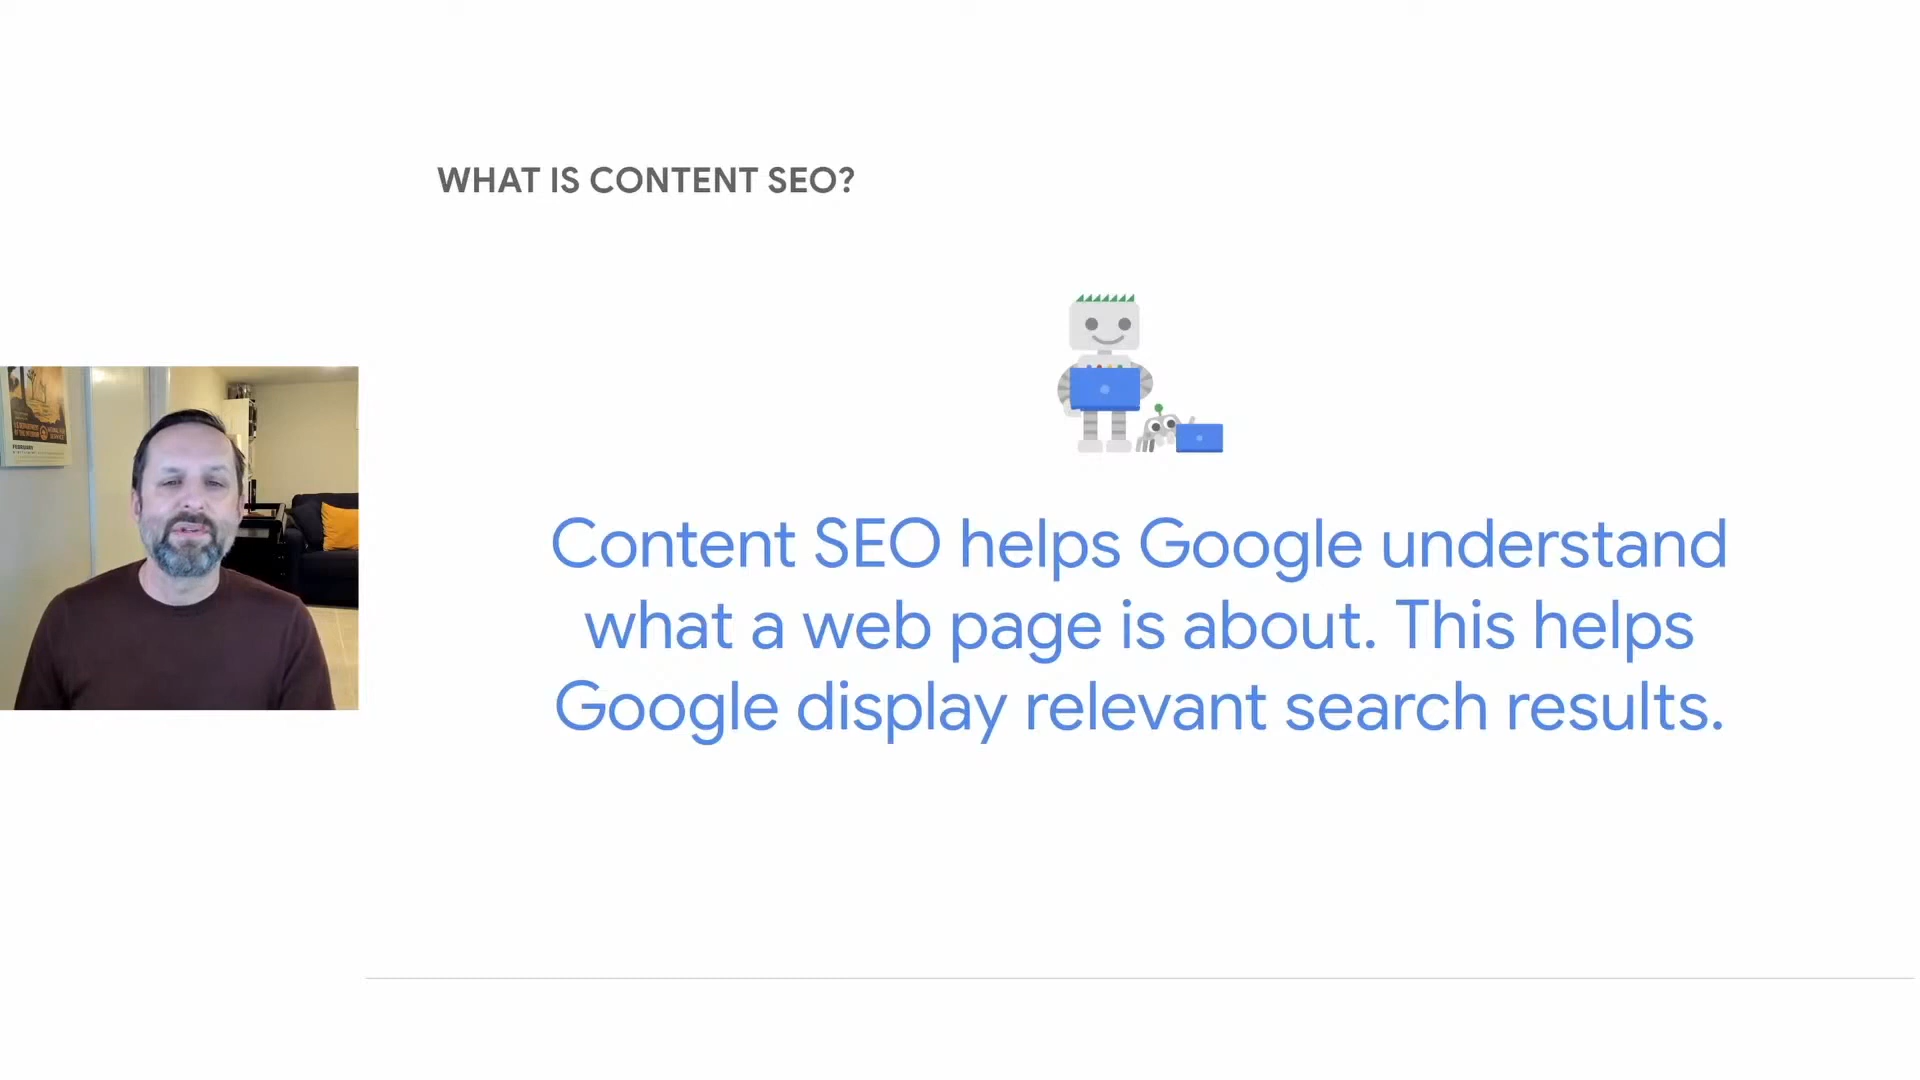 WHAT IS CONTENT SEO?
Content SEO helps Google understand
what a web page is about. This helps
Google display relevant search results.
FEBRUARY